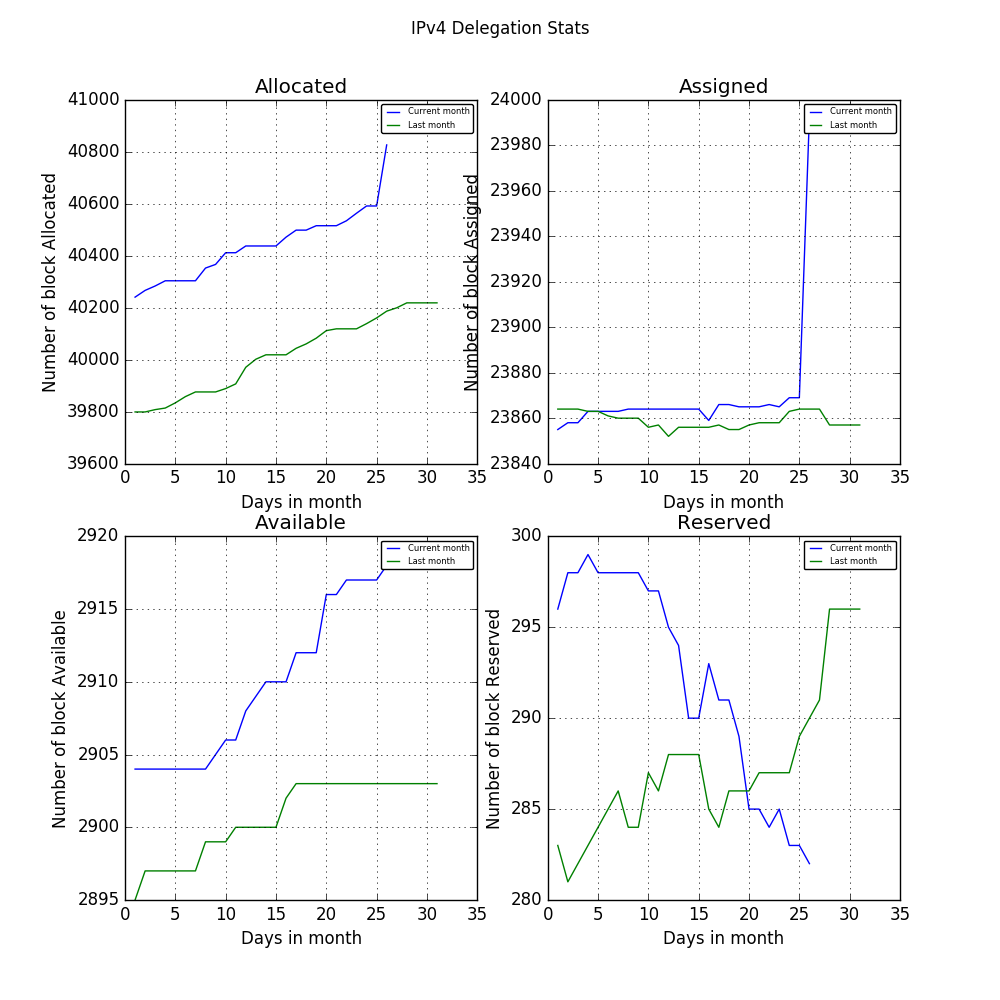 IPv4 Delegation Stats
Allocated
41000
40800
40600
40400
40200
40000
39800
39600
Number of block Allocated
Current month
Last month
0 5 10 15 20 25 30 35
Days in month
Assigned
24000
23980
23960
23940
23920
23900
23880
23860
23840
Number of block Assigned
Current month
Last month
0 5 10 15 20 25 30 35
Days in month
Available
2920
2915
2910
2905
2900
2895
Number of block Available
Current month
Last month
0 5 10 15 20 25 30 35
Days in month
Reserved
300
295
290
285
280
Number of block Reserved
Current month
Last month
0 5 10 15 20 25 30 35
Days in month